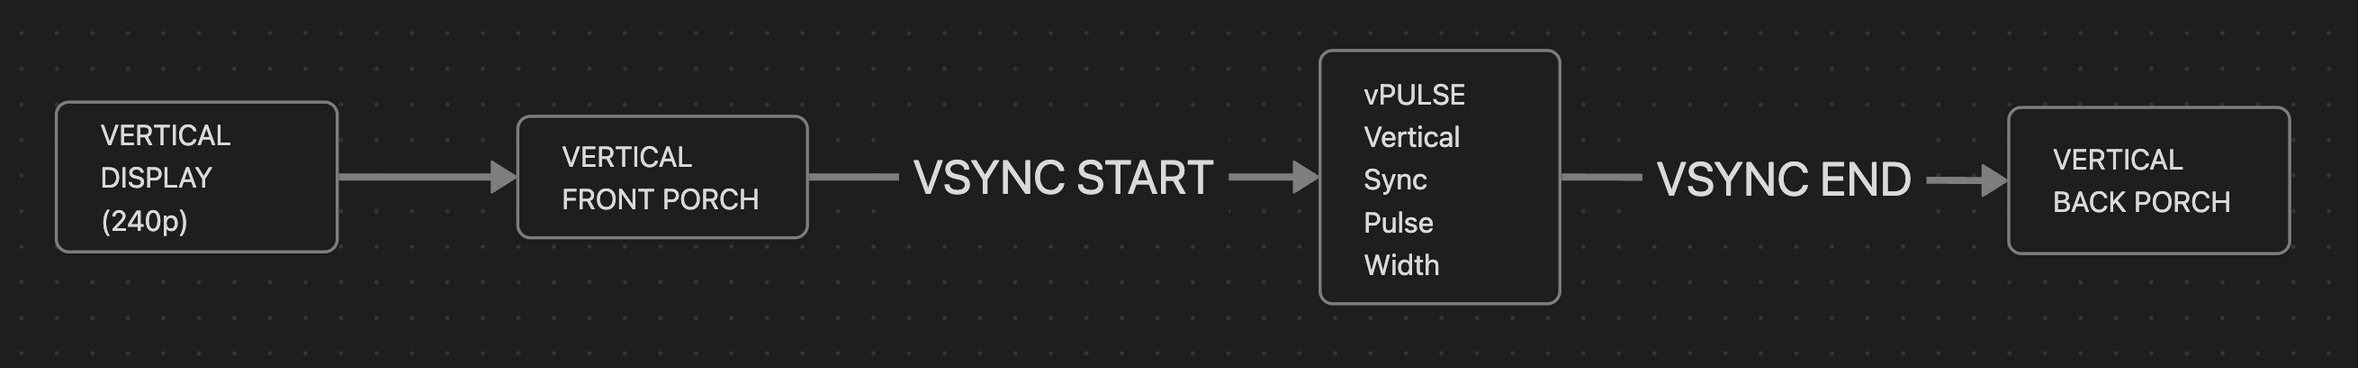 VERTICAL
DISPLAY
(240p)
VERTICAL
FRONT PORCH
VSYNC START
vPULSE
Vertical
Sync
Pulse
Width
VSYNC END
VERTICAL
BACK PORCH